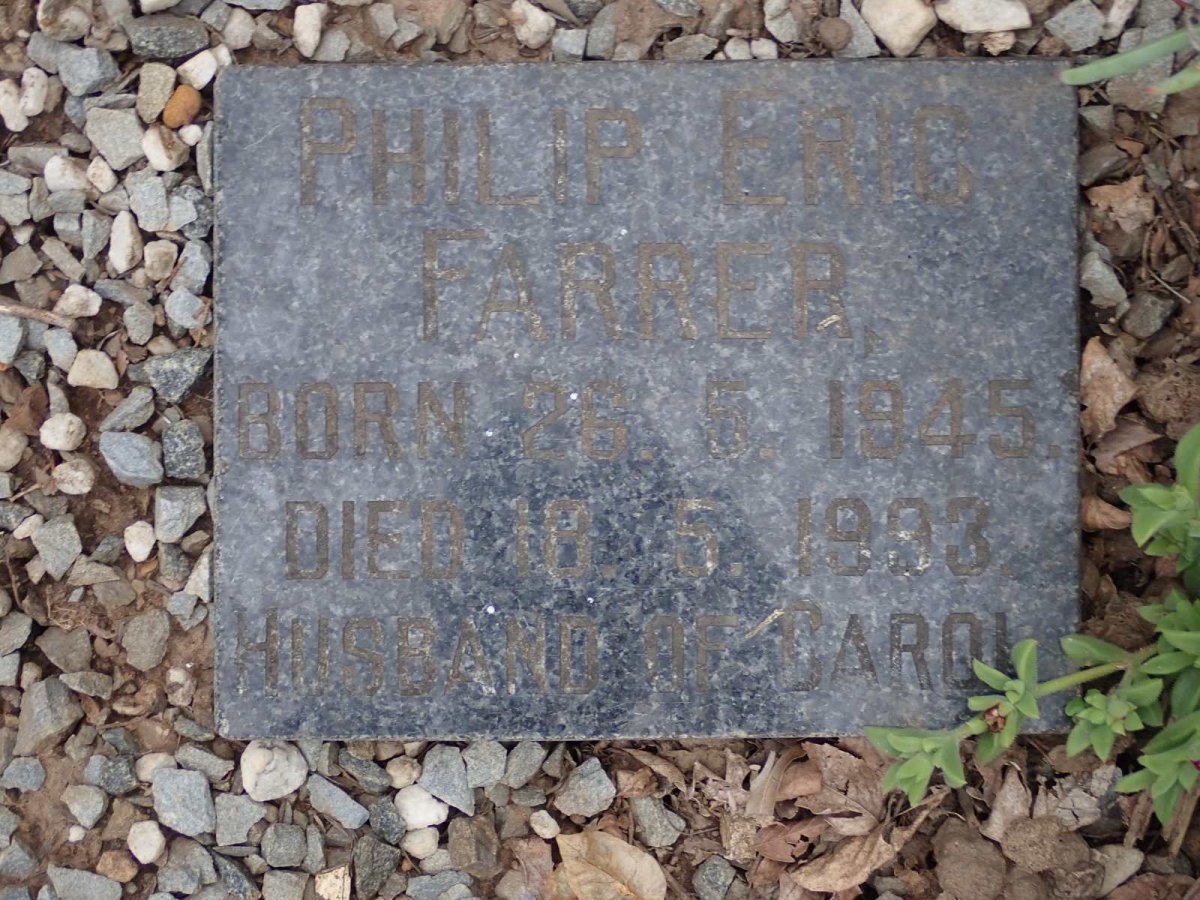 PHILIP ERIC
FARRER,
BORN 26. 5. 1945.
DIED 18. 5. 1993.
HUSBAND OF CAROL